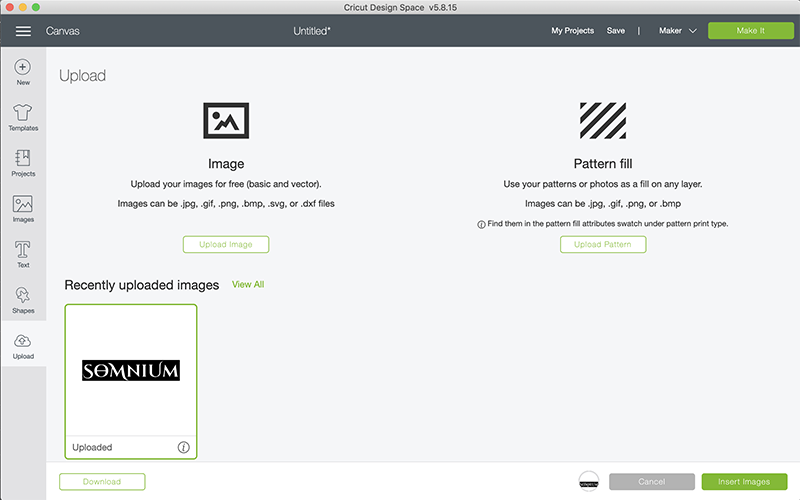 Cricut Design Space v5.8.15
Canvas
Untitled*
My Projects Save | Maker Make It
New
Templates
Projects
Images
Text
Shapes
Upload
Upload
Image
Upload your images for free (basic and vector).
Images can be .jpg, .gif, .png, .bmp, .svg, or .dxf files
Upload Image
Pattern fill
Use your patterns or photos as a fill on any layer.
Images can be .jpg, .gif, .png, or .bmp
Find them in the pattern fill attributes swatch under pattern print type.
Upload Pattern
Recently uploaded images View All
SOMNIUM
Uploaded
Download
SOMNIUM
Cancel
Insert Images